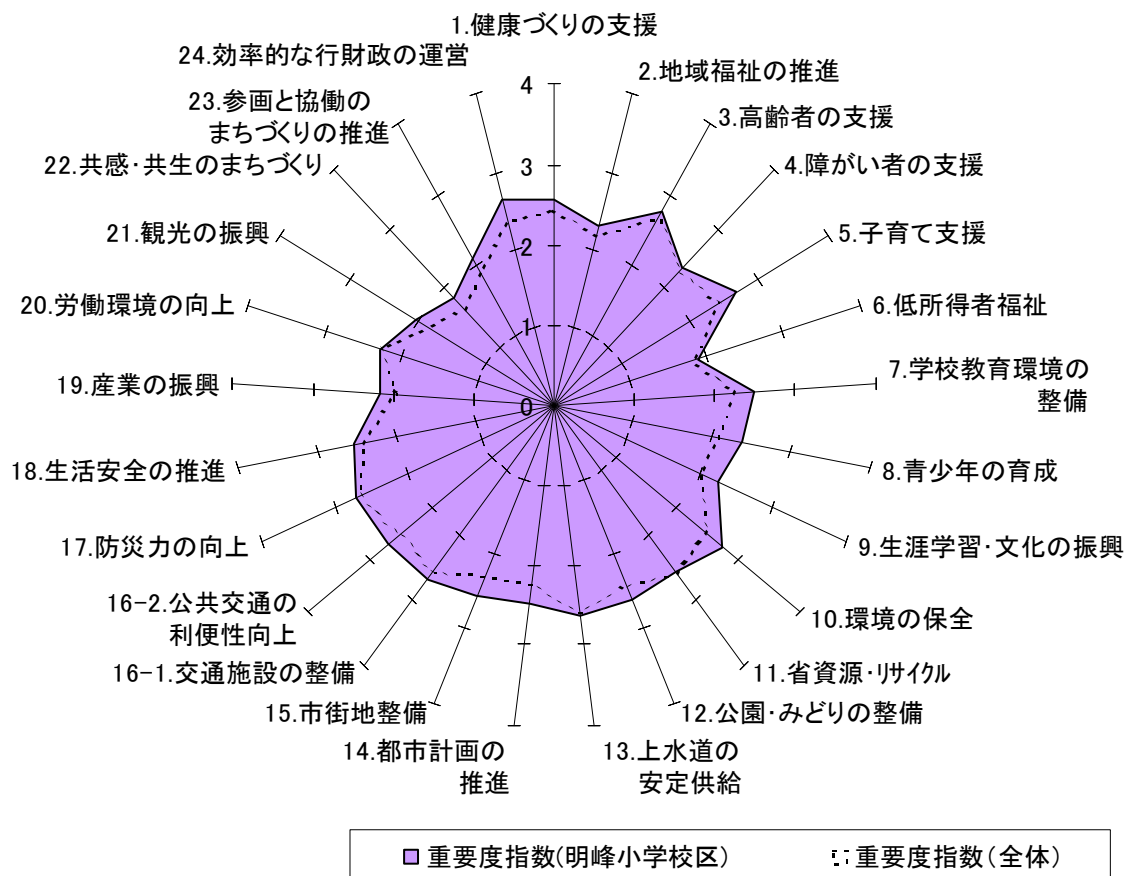 1.健康づくりの支援
2.地域福祉の推進
3.高齢者の支援
4.障がい者の支援
5.子育て支援
6.低所得者福祉
7.学校教育環境の
整備
8.青少年の育成
9.生涯学習・文化の振興
10.環境の保全
11.省資源・ﾘｻｲｸﾙ
12.公園・みどりの整備
13.上水道の
安定供給
14.都市計画の
推進
15.市街地整備
16-1.交通施設の整備
16-2.公共交通の
利便性向上
17.防災力の向上
18.生活安全の推進
19.産業の振興
20.労働環境の向上
21.観光の振興
22.共感・共生のまちづくり
23.参画と協働の
まちづくりの推進
24.効率的な行財政の運営
4
3
2
1
0
重要度指数(明峰小学校区)
重要度指数(全体)